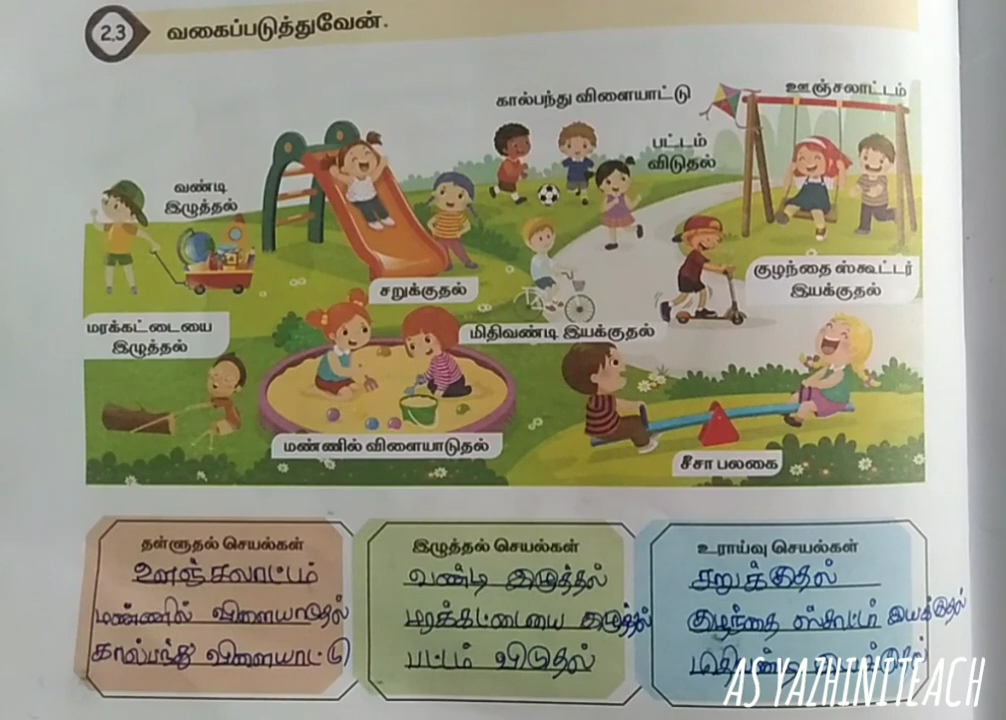 2.3 வகைப்படுத்துவேன்.
கால்பந்து விளையாட்டு
ஊஞ்சலாட்டம்
பட்டம்
விடுதல்
வண்டி
இழுத்தல்
சறுக்குதல்
குழந்தை ஸ்கூட்டர்
இயக்குதல்
மரக்கட்டையை
இழுத்தல்
மிதிவண்டி இயக்குதல்
மண்ணில் விளையாடுதல்
சீசா பலகை
தள்ளுதல் செயல்கள்
ஊஞ்சலாட்டம்
மண்ணில் விளையாடுதல்
கால்பந்து விளையாட்டு
இழுத்தல் செயல்கள்
வண்டி இழுத்தல்
மரக்கட்டையை இழுத்தல்
பட்டம் விடுதல்
உராய்வு செயல்கள்
சறுக்குதல்
குழந்தை ஸ்கூட்டர் இயக்குதல்
மிதிவண்டி இயக்குதல்
AS YAZHINITEACH